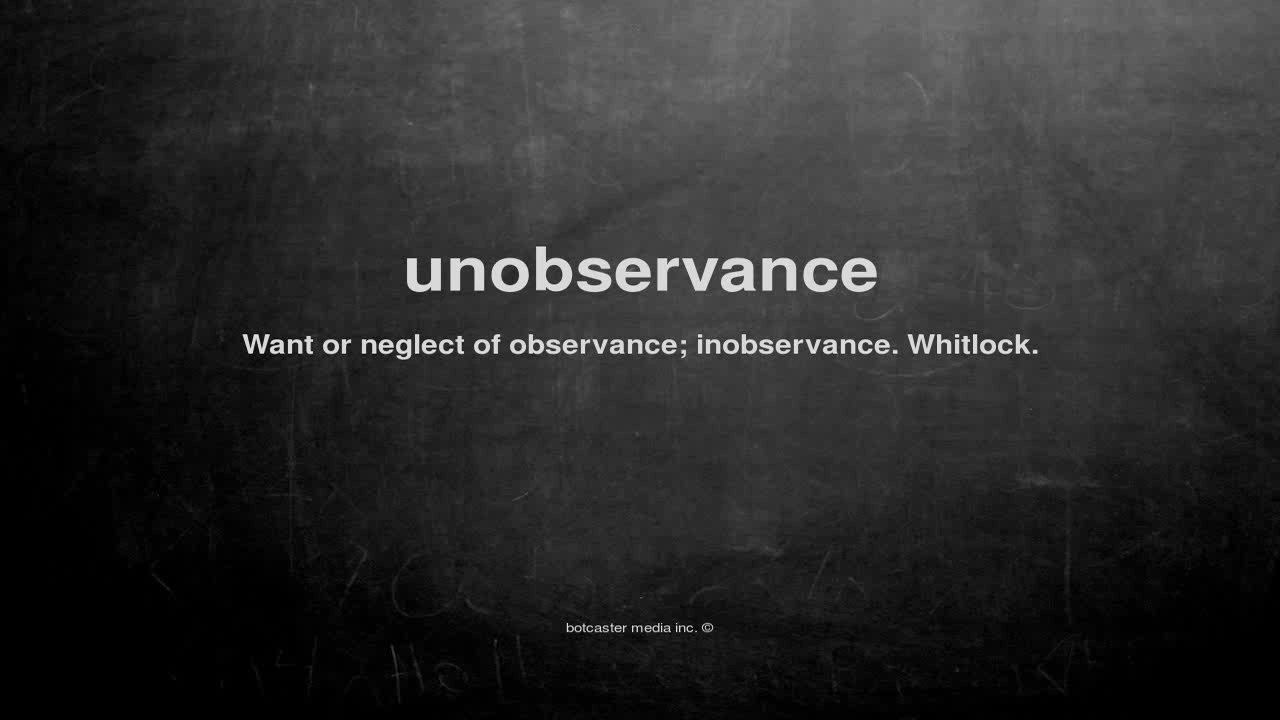 unobservance
Want or neglect of observance; inobservance. Whitlock.
botcaster media inc. ©